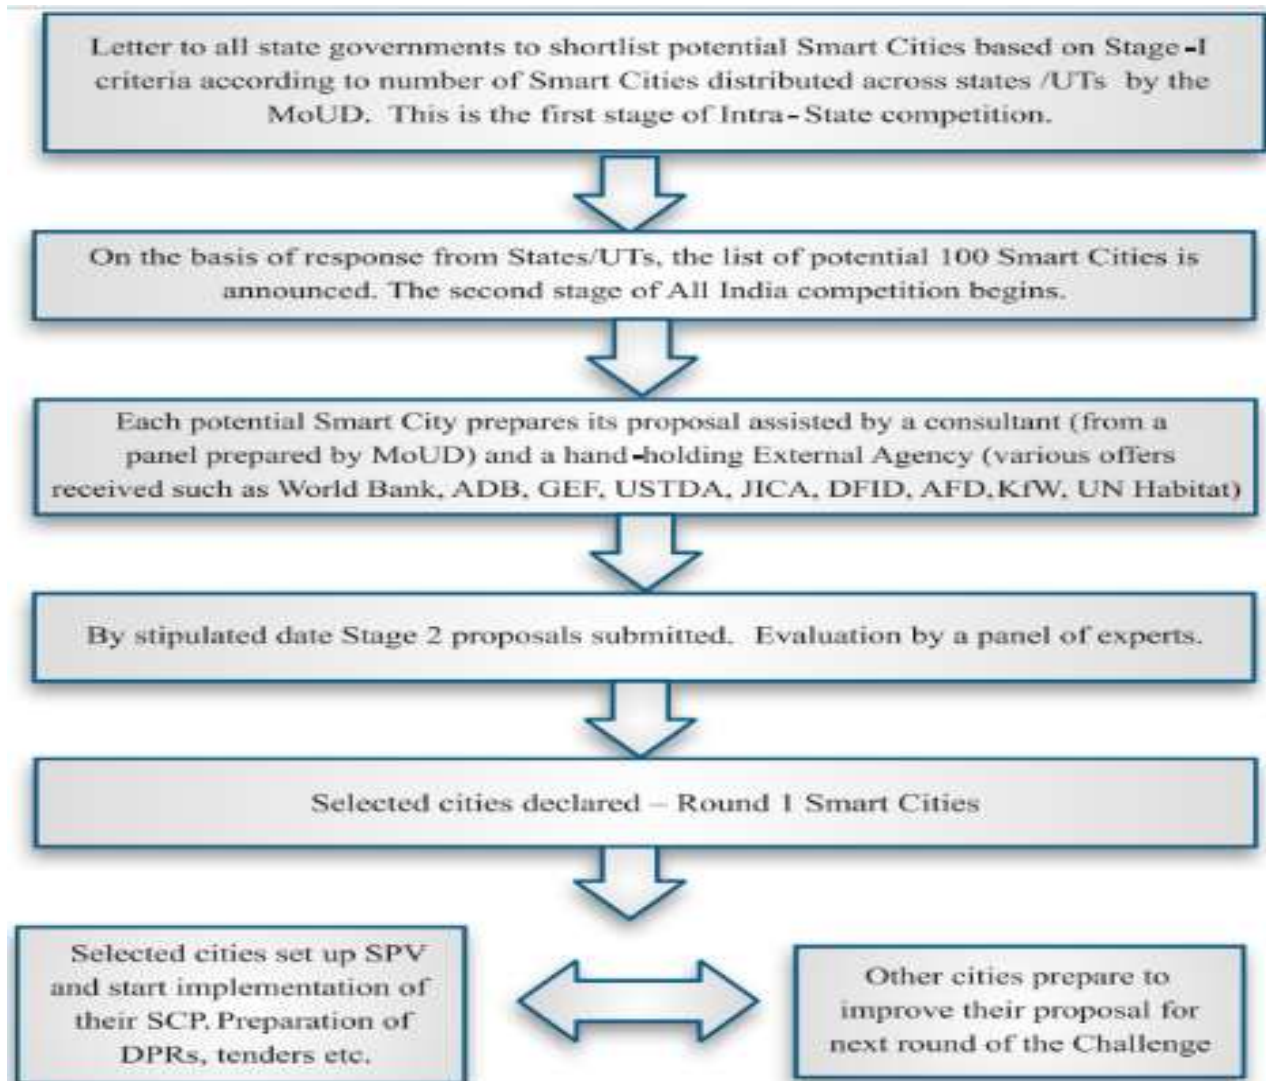 Letter to all state governments to shortlist potential Smart Cities based on Stage-I
criteria according to number of Smart Cities distributed across states /UTs by the
MoUD. This is the first stage of Intra-State competition.
On the basis of response from States/UTs, the list of potential 100 Smart Cities is
announced. The second stage of All India competition begins.
Each potential Smart City prepares its proposal assisted by a consultant (from a
panel prepared by MoUD) and a hand-holding External Agency (various offers
received such as World Bank, ADB, GEF, USTDA, JICA, DFID, AFD,KfW, UN Habitat)
By stipulated date Stage 2 proposals submitted. Evaluation by a panel of experts.
Selected cities declared – Round 1 Smart Cities
Selected cities set up SPV
and start implementation of
their SCP. Preparation of
DPRs, tenders etc.
Other cities prepare to
improve their proposal for
next round of the Challenge